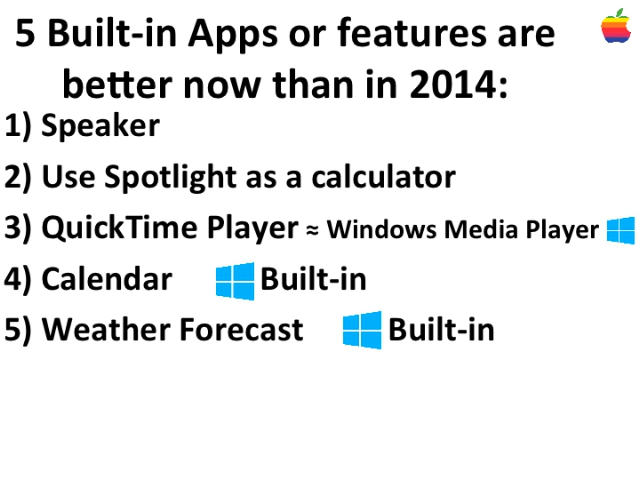 5 Built-in Apps or features are
better now than in 2014:
1) Speaker
2) Use Spotlight as a calculator
3) QuickTime Player ≈ Windows Media Player
4) Calendar Built-in
5) Weather Forecast Built-in